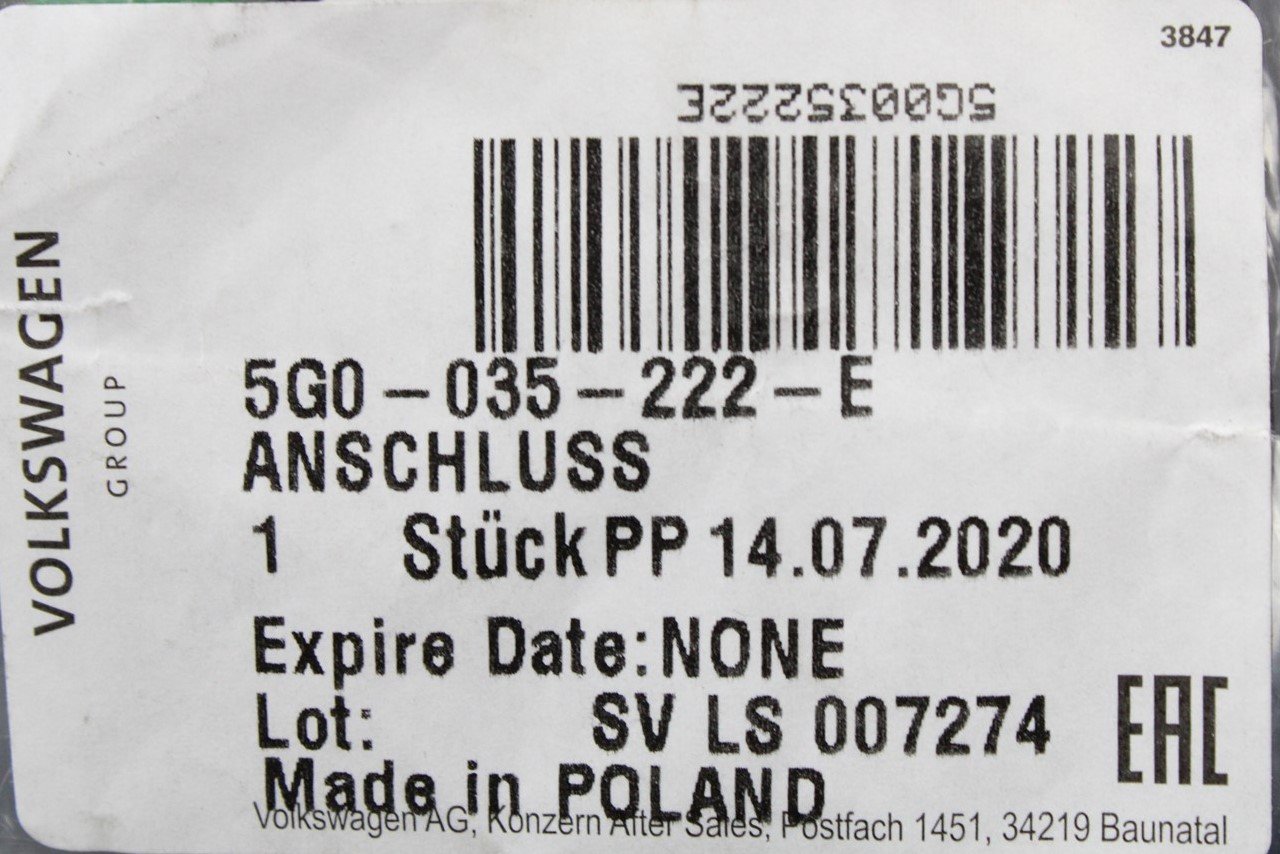 3847
5G0035222E
VOLKSWAGEN
GROUP
5G0-035-222-E
ANSCHLUSS
1 Stück PP 14.07.2020
Expire Date:NONE
Lot: SV LS 007274
EAC
Made in POLAND
Volkswagen AG, Konzern After Sales, Postfach 1451, 34219 Baunatal